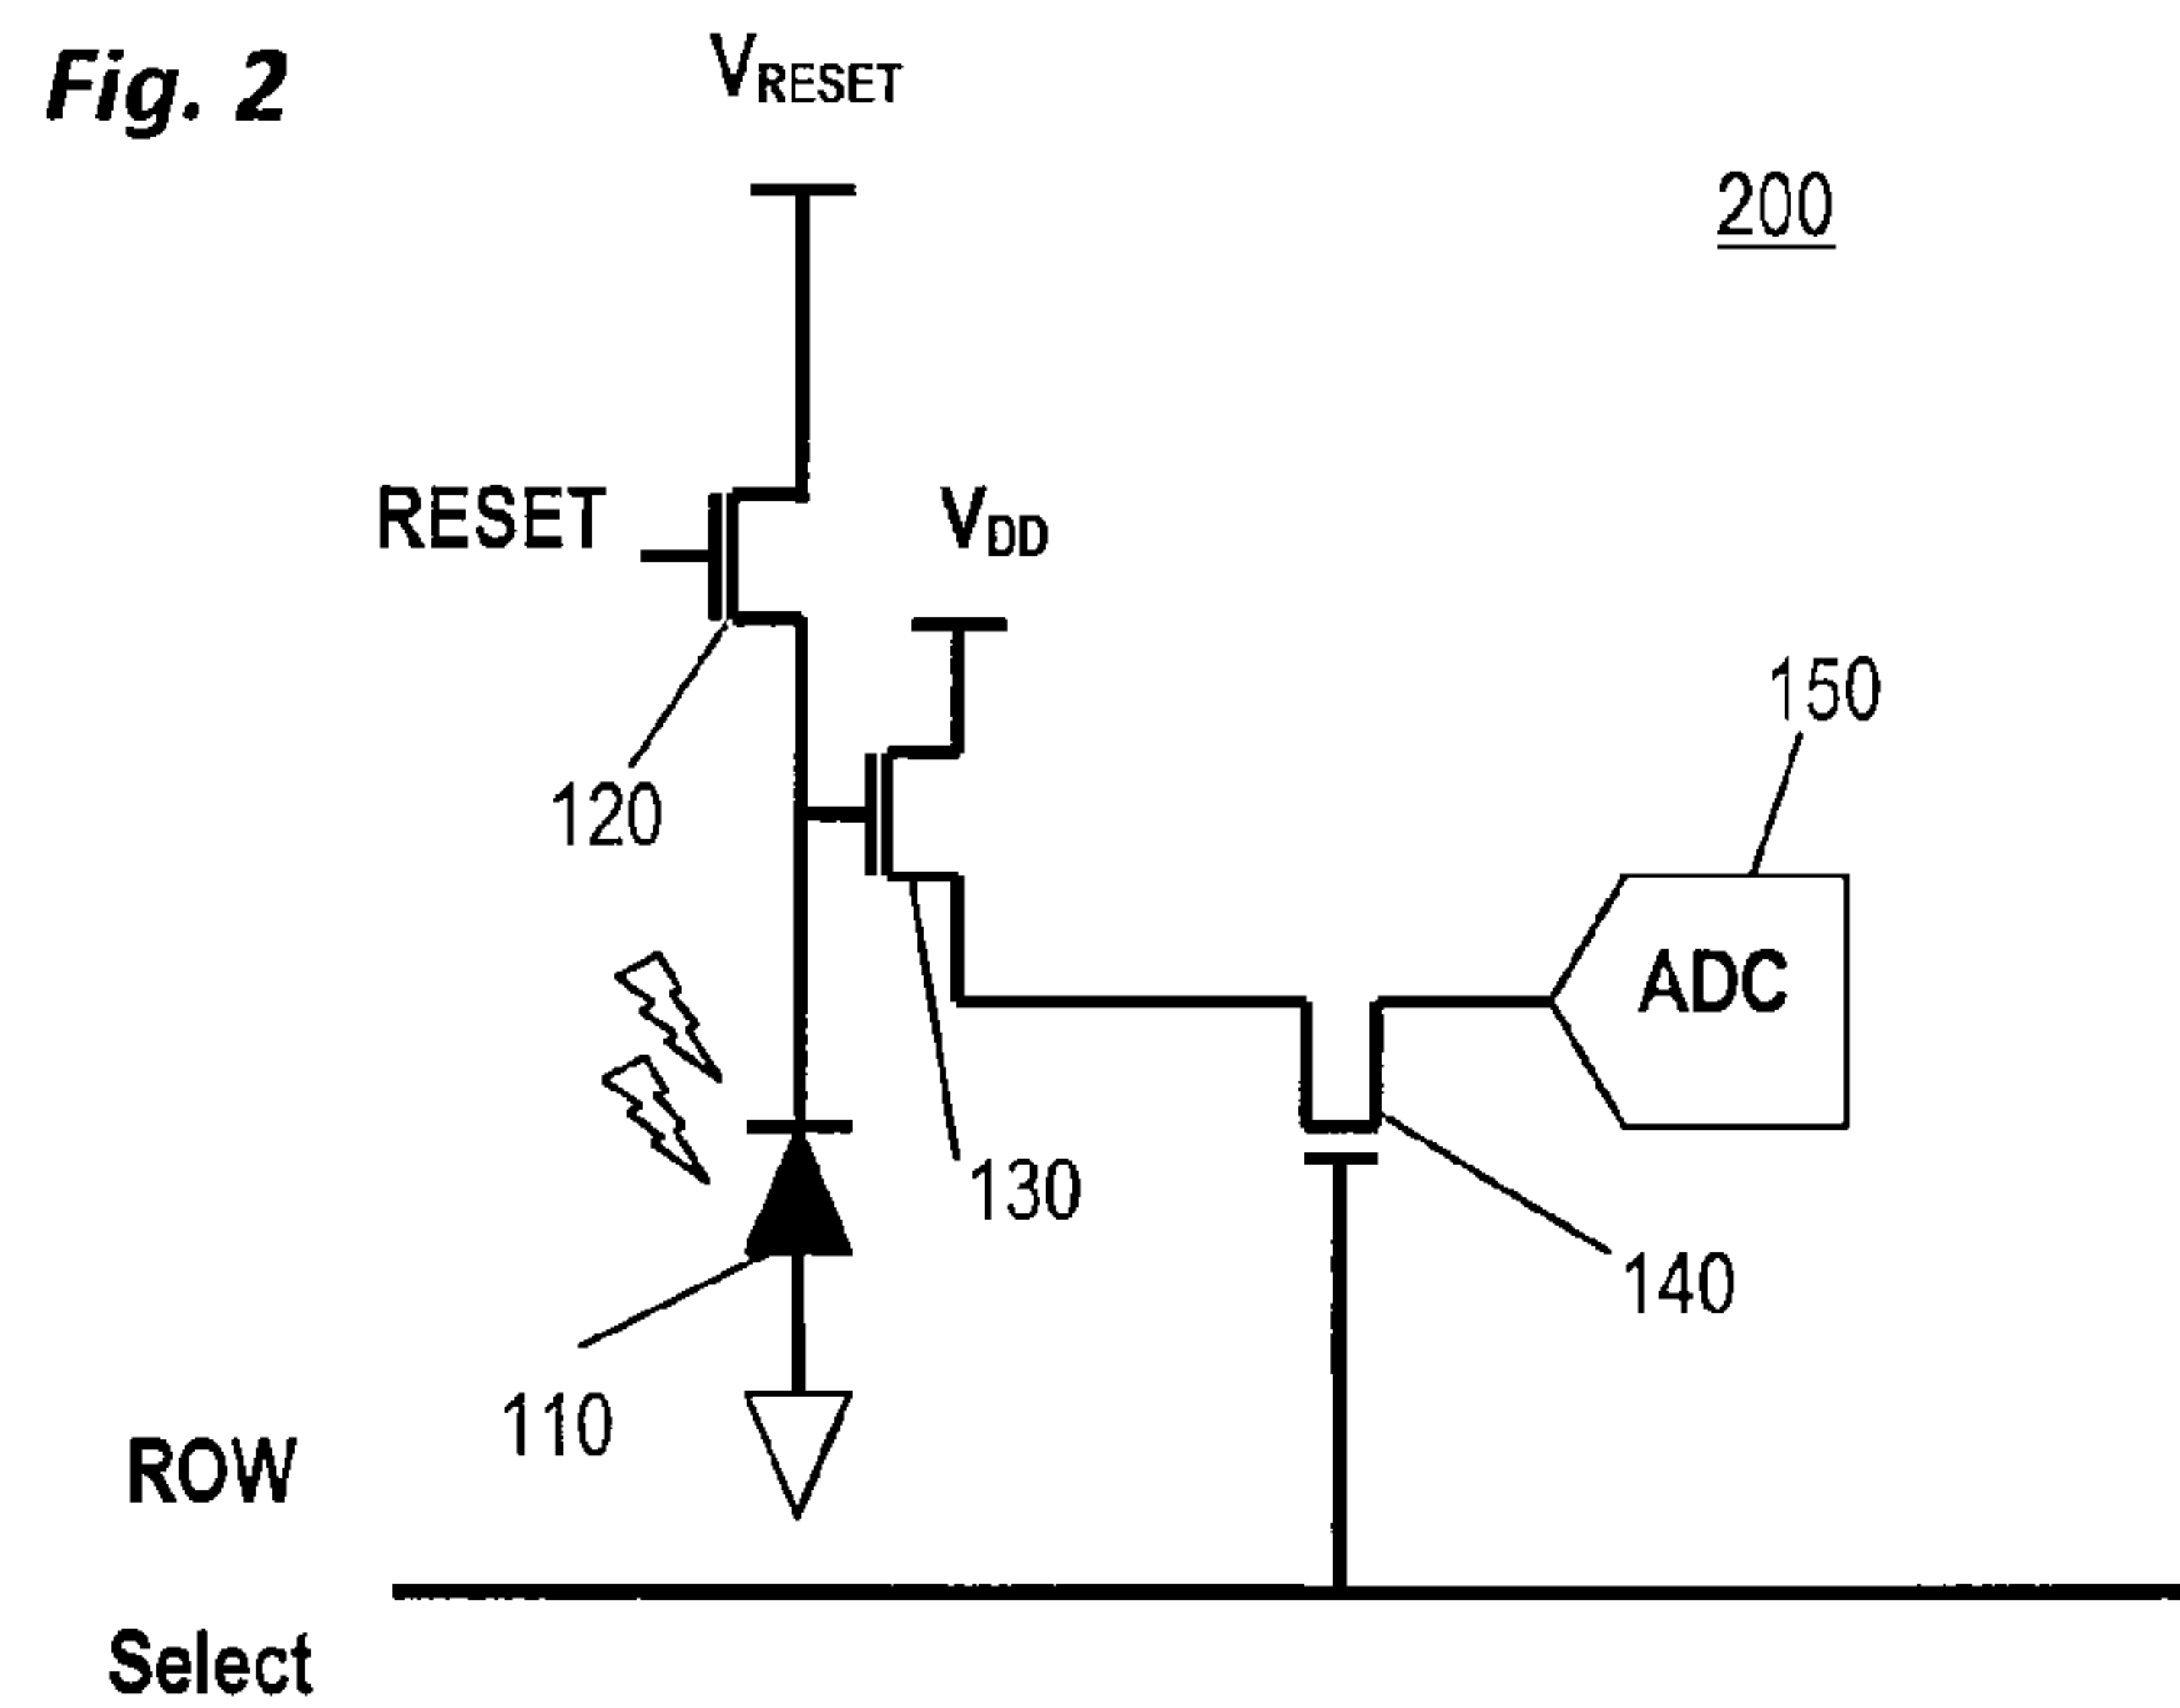 Fig. 2
VRESET
200
RESET
VDD
150
120
ADC
130
140
110
ROW
Select